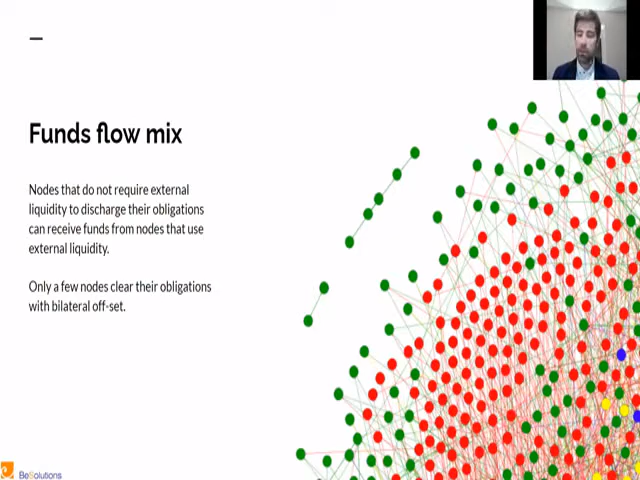 Funds flow mix
Nodes that do not require external
liquidity to discharge their obligations
can receive funds from nodes that use
external liquidity.
Only a few nodes clear their obligations
with bilateral off-set.
BeSolutions